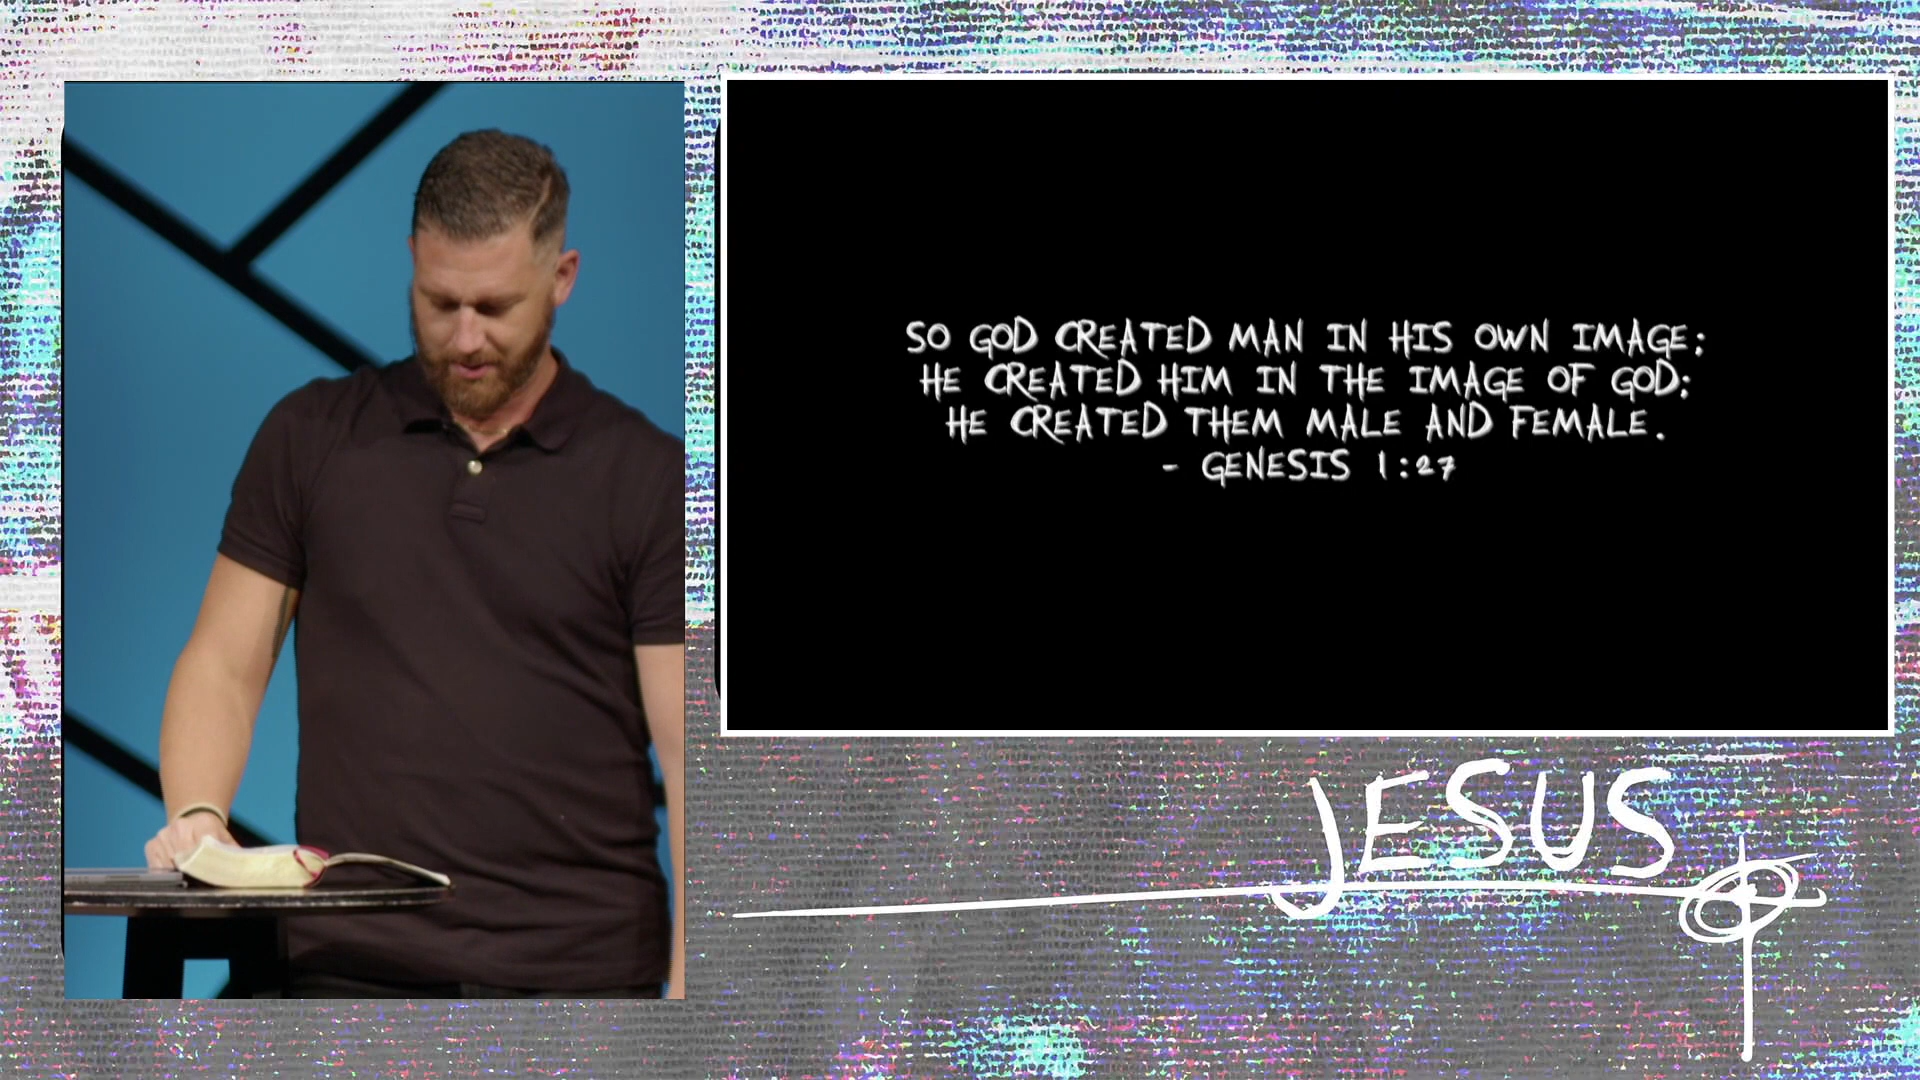 SO GOD CREATED MAN IN HIS OWN IMAGE;
HE CREATED HIM IN THE IMAGE OF GOD;
HE CREATED THEM MALE AND FEMALE.
- GENESIS 1:27
JESUS